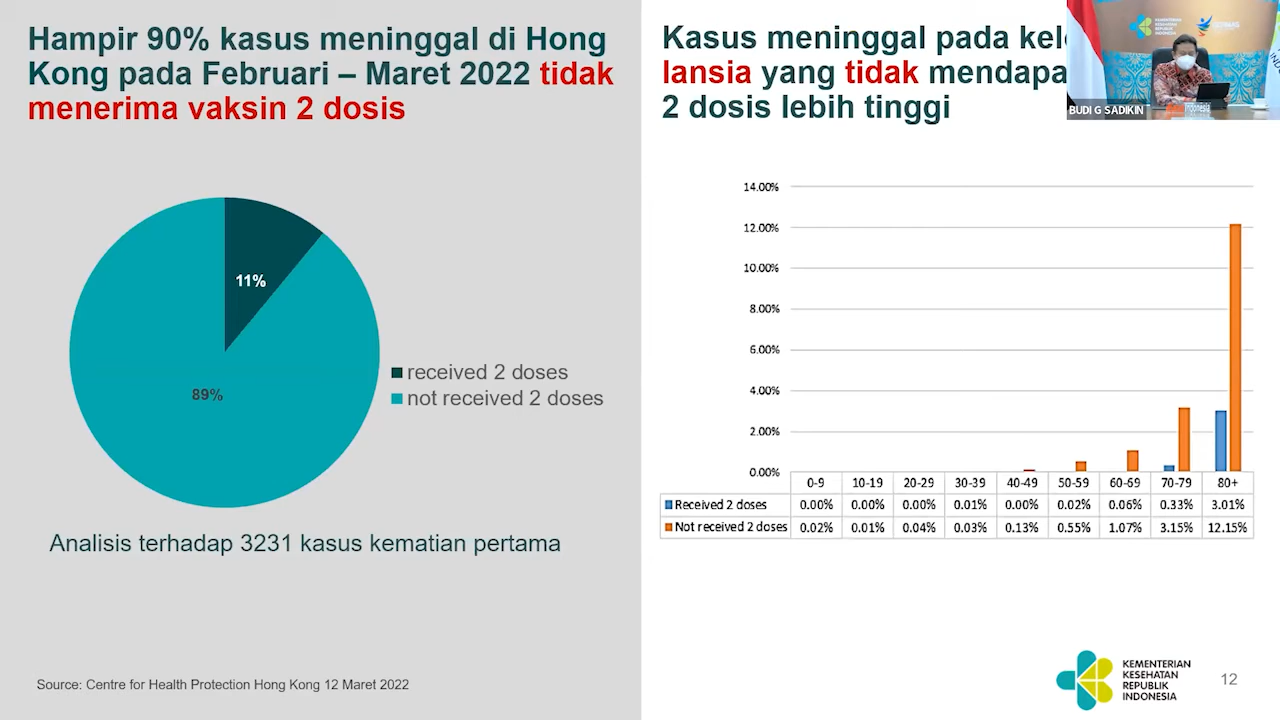 Hampir 90% kasus meninggal di Hong
Kong pada Februari – Maret 2022 tidak
menerima vaksin 2 dosis
11%
89%
received 2 doses
not received 2 doses
Analisis terhadap 3231 kasus kematian pertama
Source: Centre for Health Protection Hong Kong 12 Maret 2022
Kasus meninggal pada
lansia yang tidak
2 dosis lebih tinggi
KEMENTERIAN
KESEHATAN
REPUBLIK
INDONESIA
BUDI G SADIKIN
14.00%
12.00%
10.00%
8.00%
6.00%
4.00%
2.00%
0.00%
0-9 10-19 20-29 30-39 40-49 50-59 60-69 70-79 80+
Received 2 doses 0.00% 0.00% 0.00% 0.01% 0.00% 0.02% 0.06% 0.33% 3.01%
Not received 2 doses 0.02% 0.01% 0.04% 0.03% 0.13% 0.55% 1.07% 3.15% 12.15%
KEMENTERIAN
KESEHATAN
REPUBLIK
INDONESIA
12